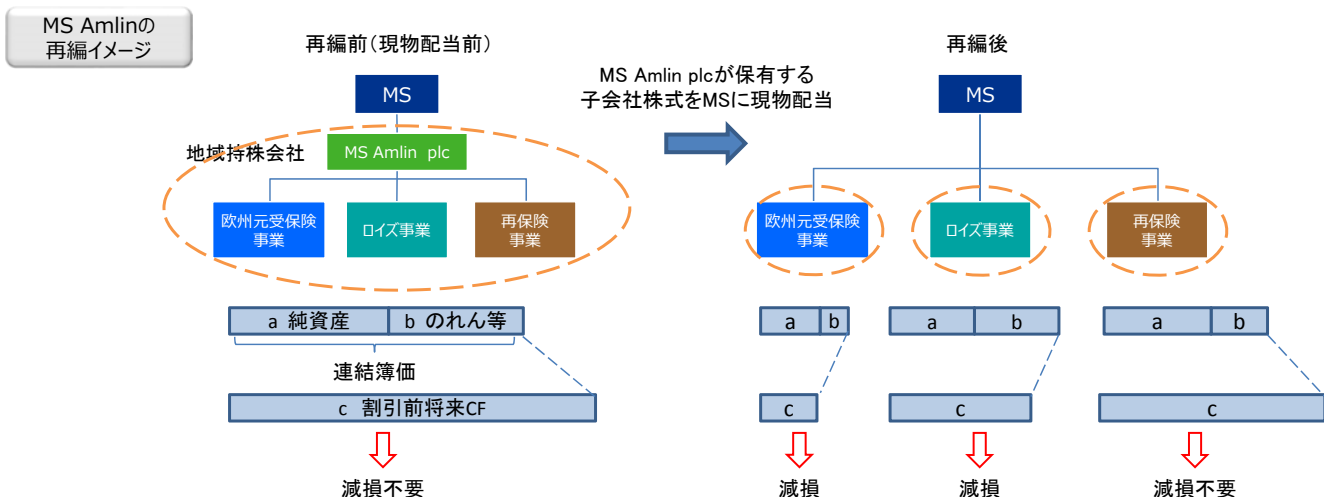 MS Amlinの
再編イメージ
再編前(現物配当前)
MS
地域持株会社
MS Amlin plc
欧州元受保険
事業
ロイズ事業
再保険
事業
a 純資産
b のれん等
連結簿価
c 割引前将来CF
減損不要
MS Amlin plcが保有する
子会社株式をMSに現物配当
再編後
MS
欧州元受保険
事業
ロイズ事業
再保険
事業
a
b
a
b
a
b
c
c
c
減損
減損
減損不要